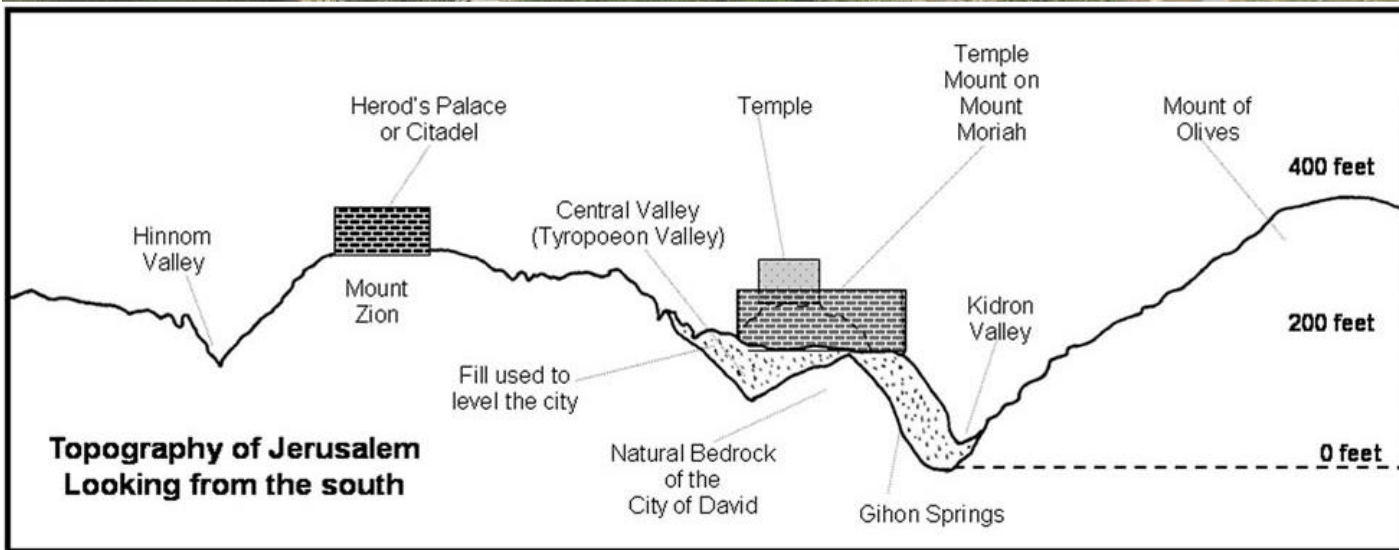 Temple
Mount on
Mount
Moriah
Herod's Palace
or Citadel
Temple
Mount of
Olives
400 feet
Hinnom
Valley
Central Valley
(Tyropoeon Valley)
Mount
Zion
Kidron
Valley
200 feet
Fill used to
level the city
Topography of Jerusalem
Looking from the south
Natural Bedrock
of the
City of David
0 feet
Gihon Springs